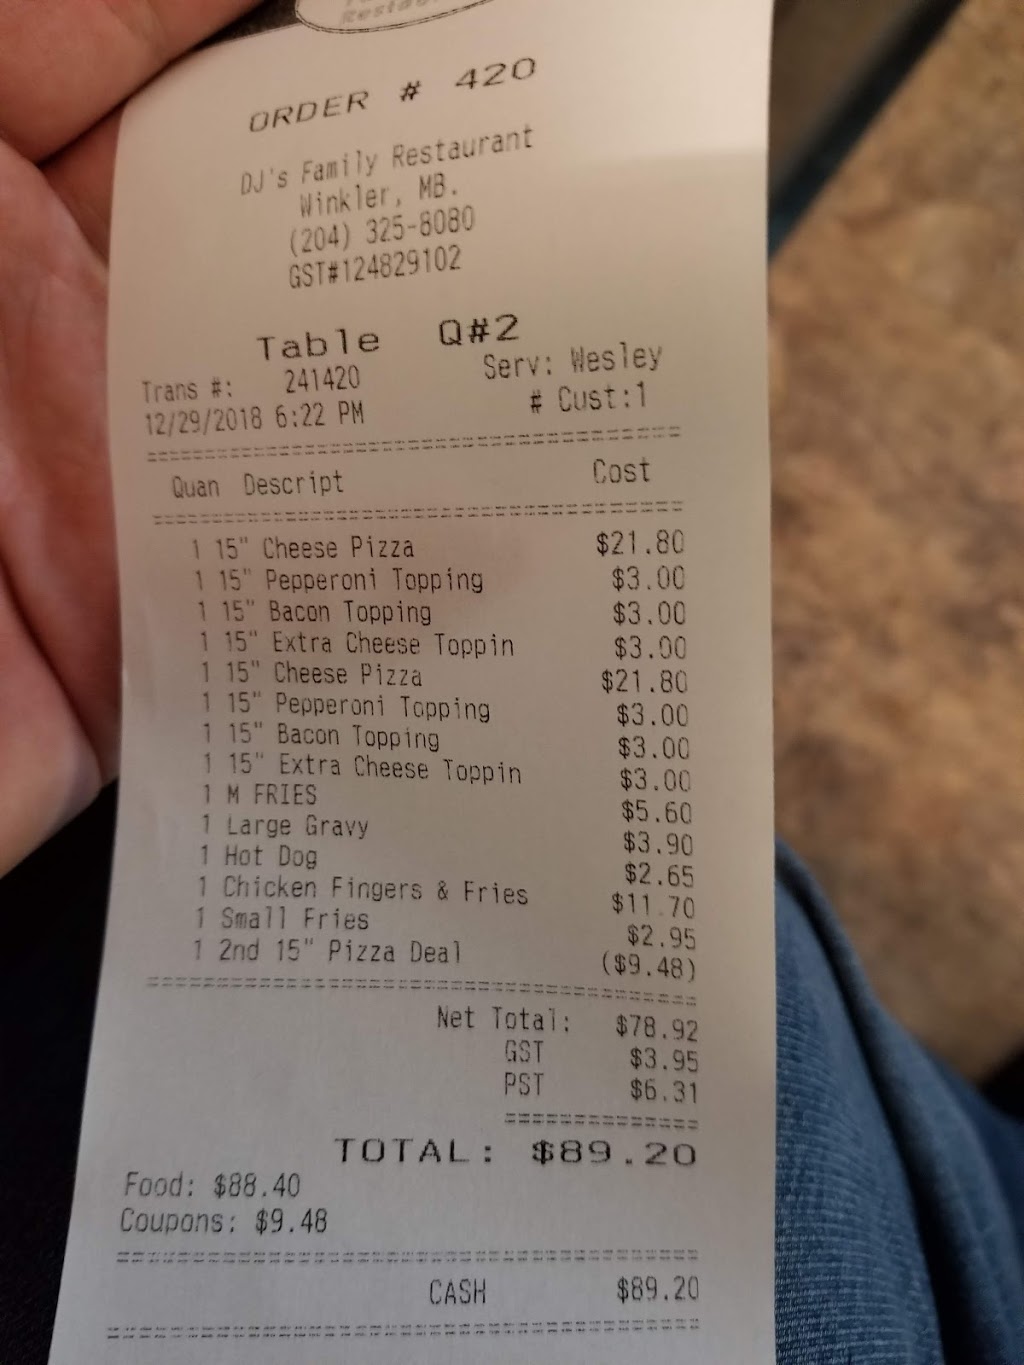 ORDER # 420
DJ's Family Restaurant
Winkler, MB.
(204) 325-8080
GST#124829102
Table Q#2
Trans #: 241420 Serv: Wesley
12/29/2018 6:22 PM # Cust:1
Quan Descript Cost
1 15" Cheese Pizza $21.80
1 15" Pepperoni Topping $3.00
1 15" Bacon Topping $3.00
1 15" Extra Cheese Toppin $3.00
1 15" Cheese Pizza $21.80
1 15" Pepperoni Topping $3.00
1 15" Bacon Topping $3.00
1 15" Extra Cheese Toppin $3.00
1 M FRIES $5.60
1 Large Gravy $3.90
1 Hot Dog $2.65
1 Chicken Fingers & Fries $11.70
1 Small Fries $2.95
1 2nd 15" Pizza Deal ($9.48)
Net Total: $78.92
GST $3.95
PST $6.31
TOTAL: $89.20
Food: $88.40
Coupons: $9.48
CASH $89.20